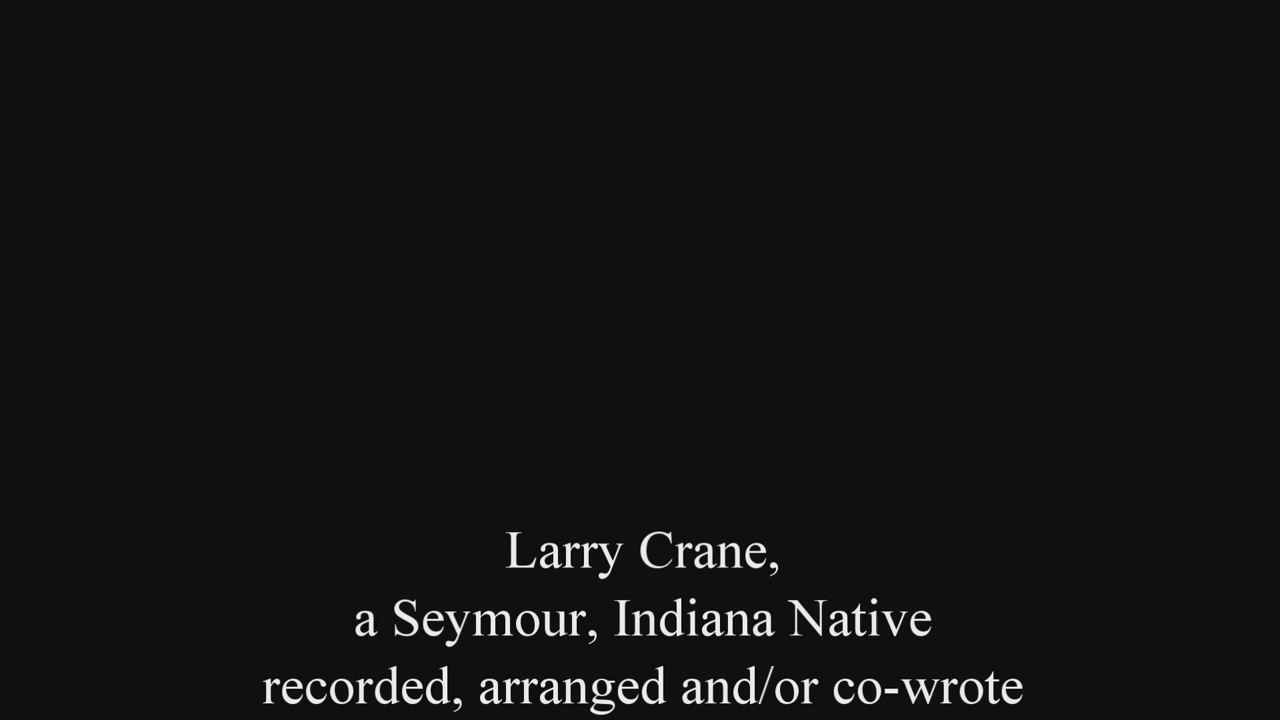 Larry Crane,
a Seymour, Indiana Native
recorded, arranged and/or co-wrote